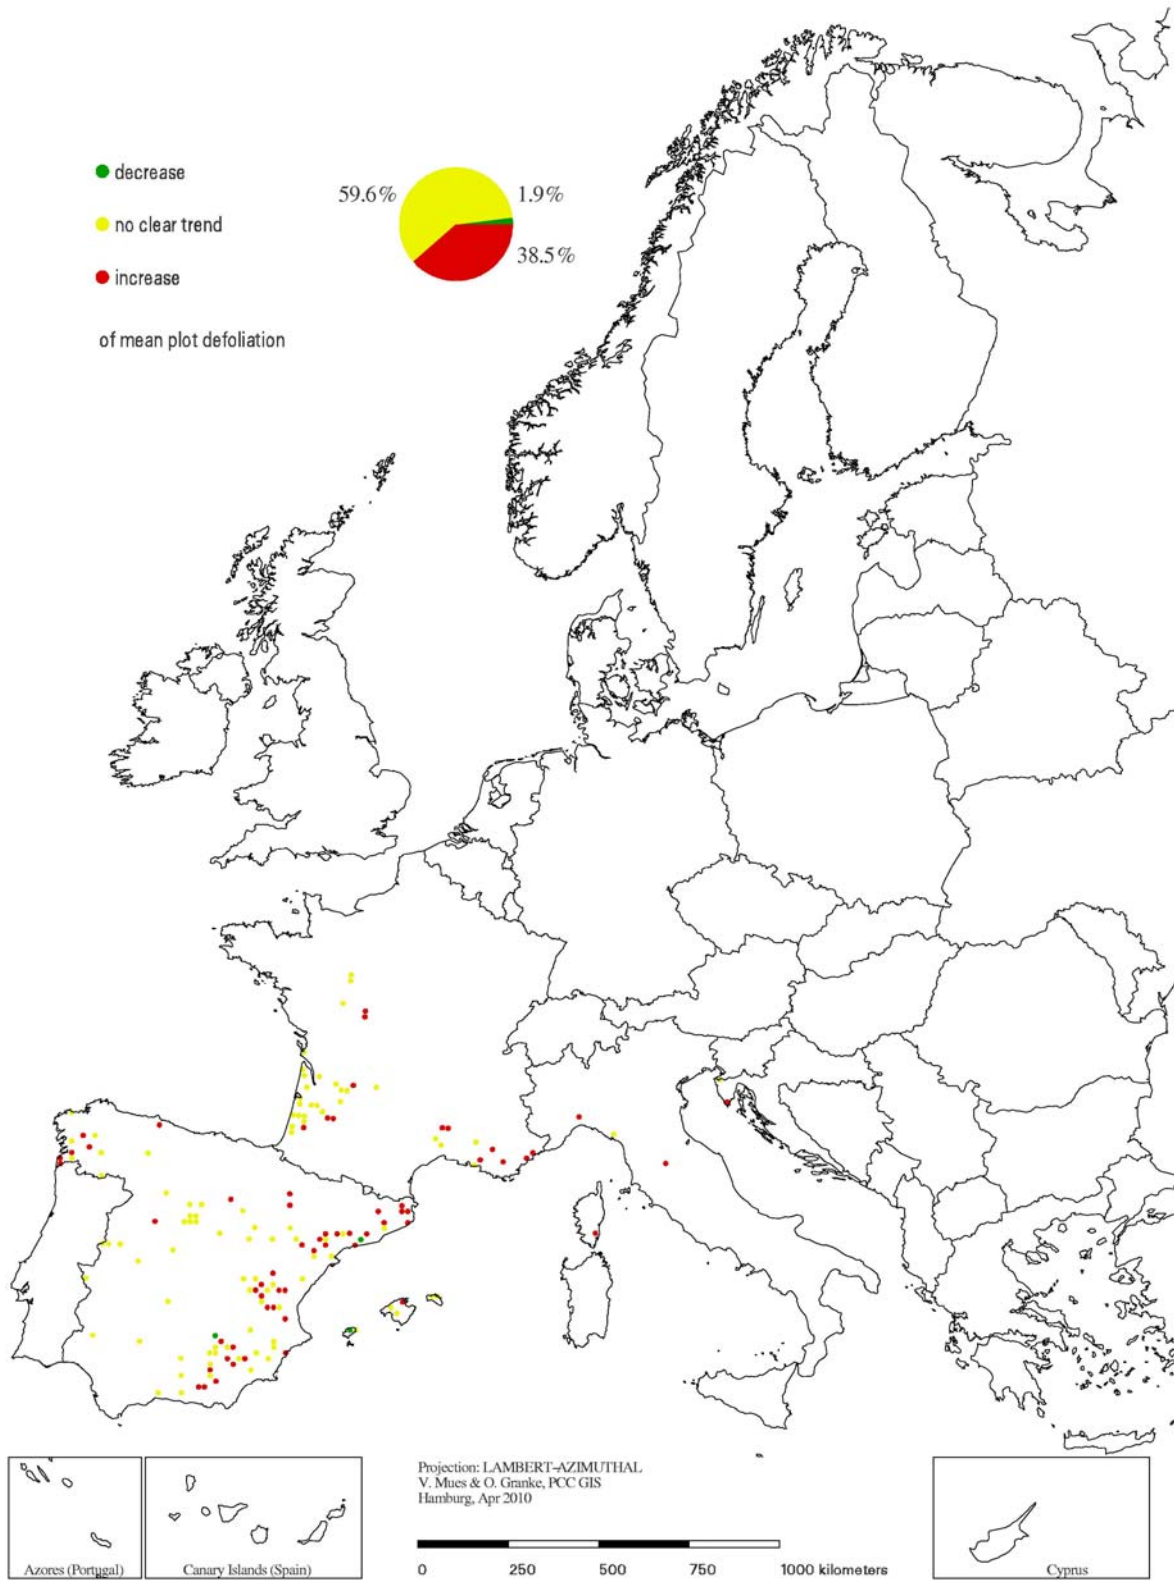 decrease
59.6%
1.9%
no clear trend
38.5%
increase
of mean plot defoliation
Projection: LAMBERT-AZIMUTHAL
V. Mues & O. Granke, PCC GIS
Hamburg, Apr 2010
Azores (Portugal)
Canary Islands (Spain)
0 250 500 750 1000 kilometers
Cyprus